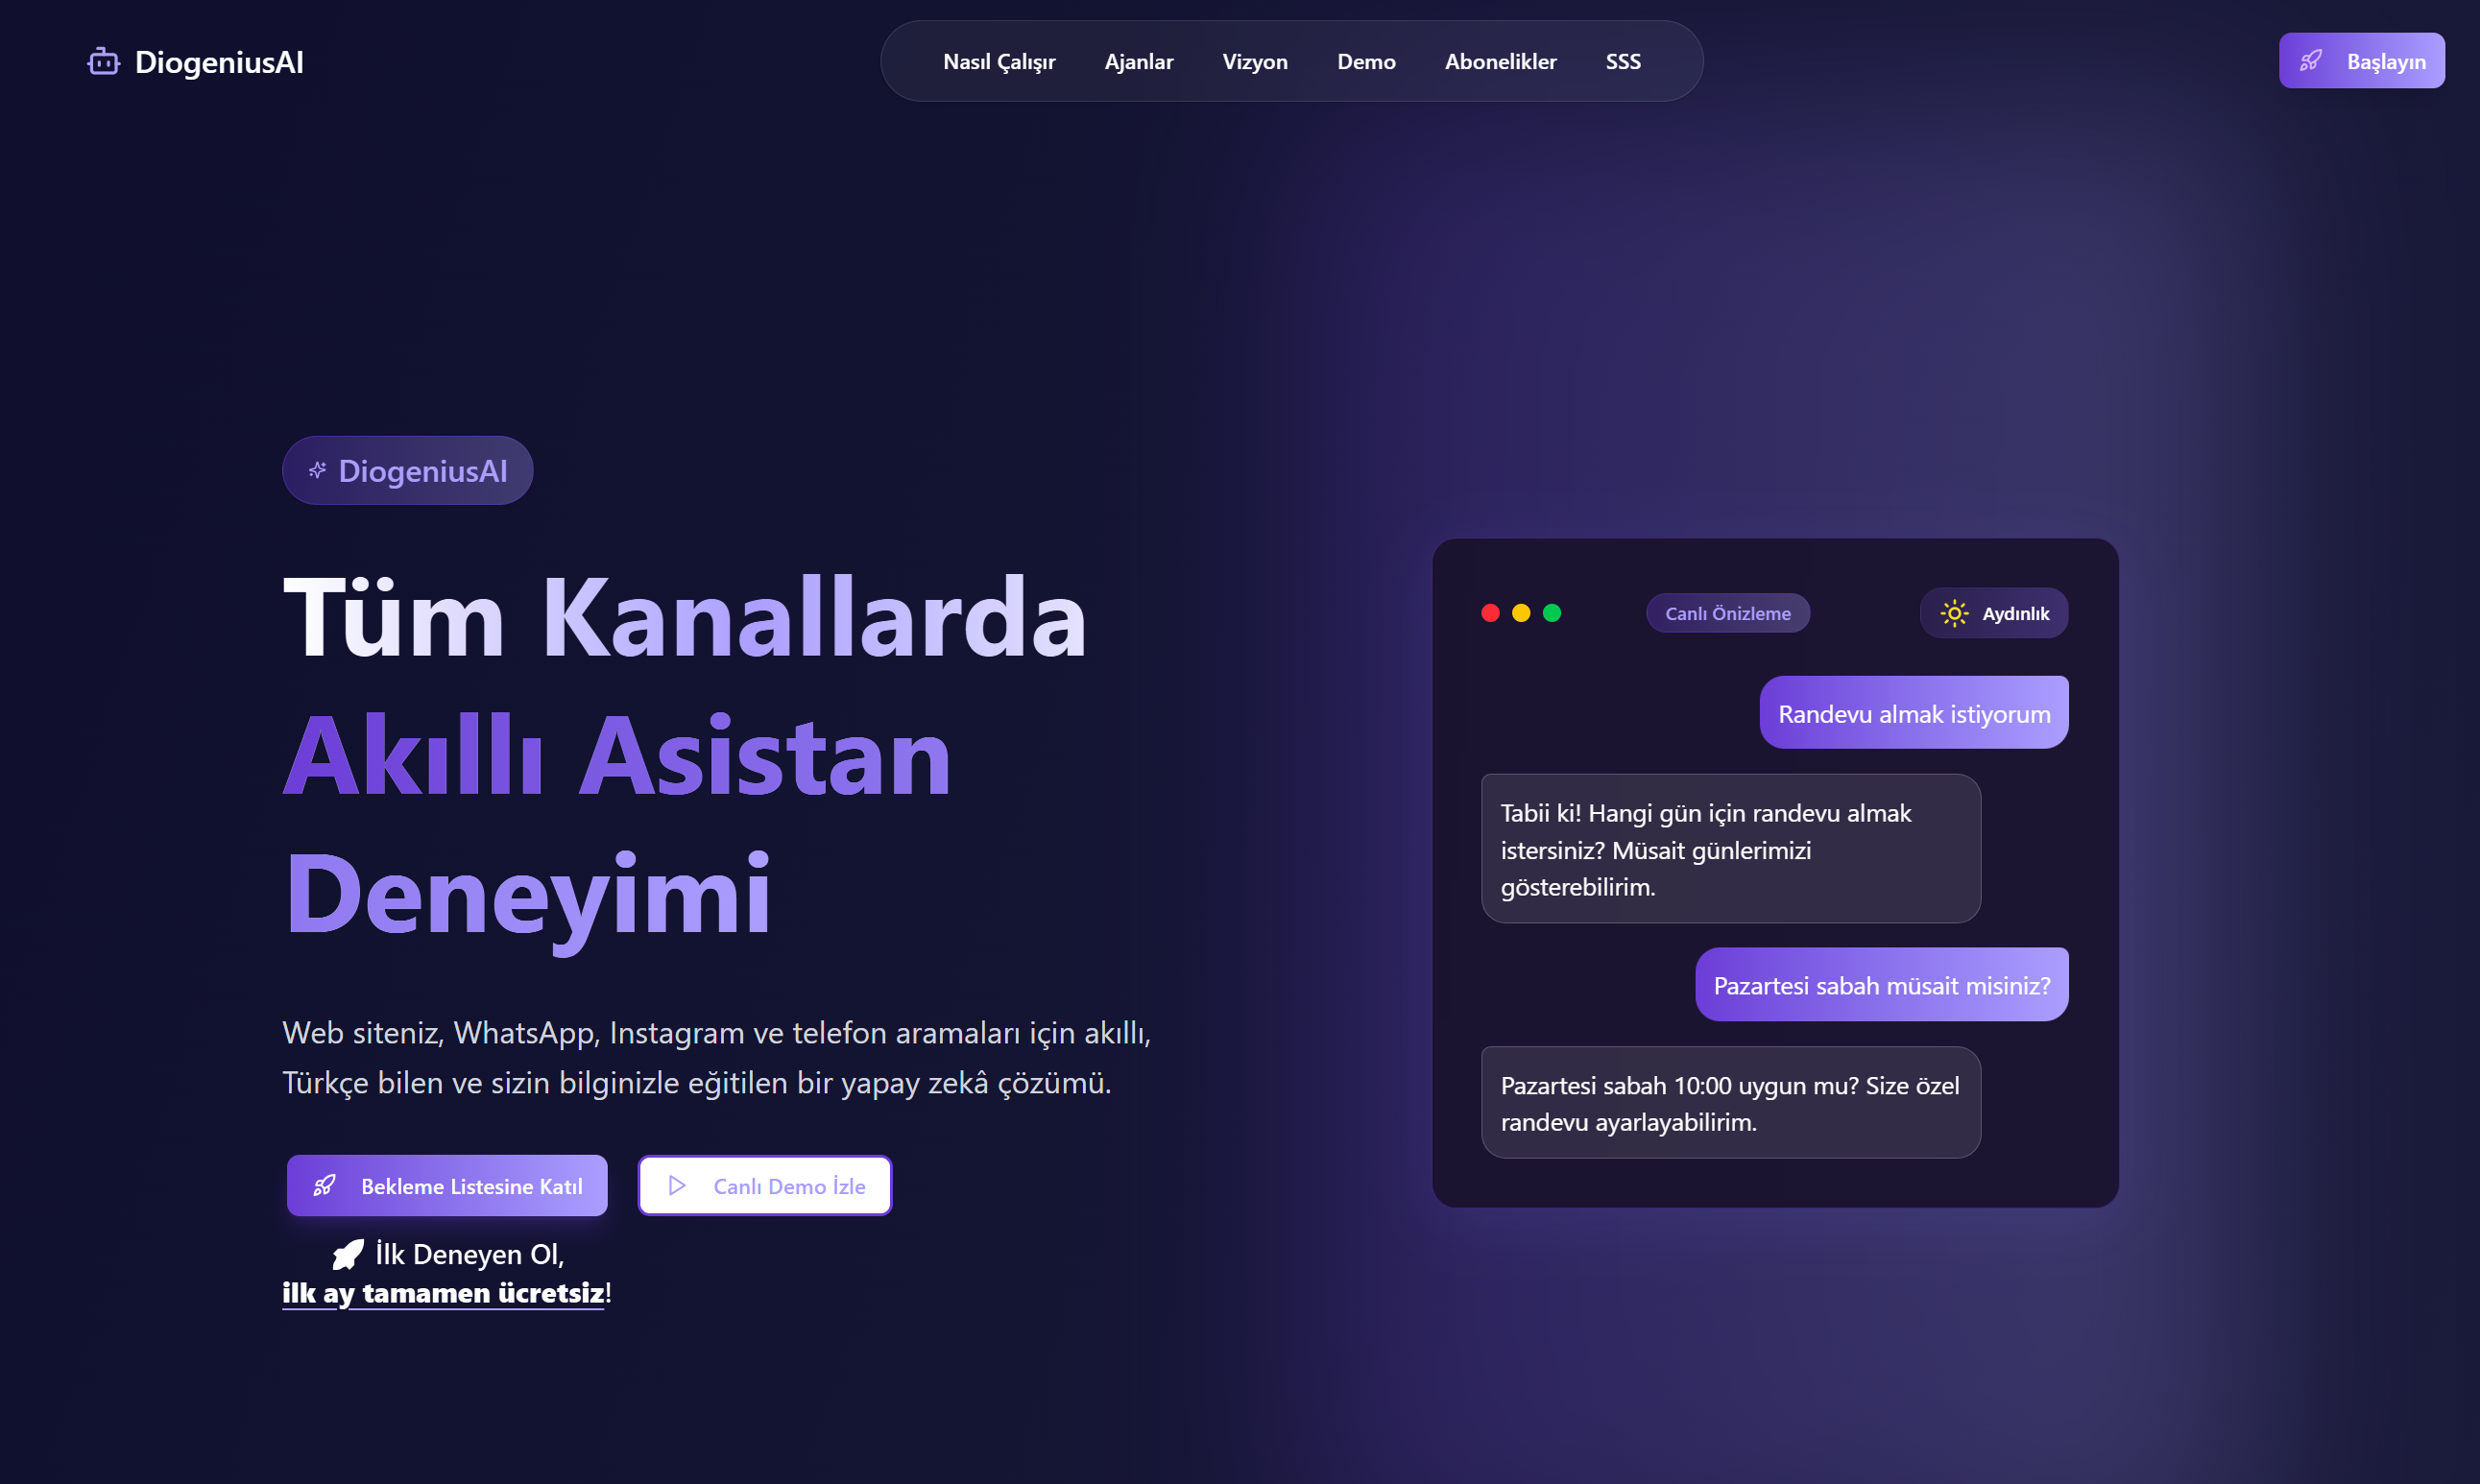 DiogeniusAI
Nasıl Çalışır
Ajanlar
Vizyon
Demo
Abonelikler
SSS
Başlayın
DiogeniusAI
Tüm Kanallarda
Akıllı Asistan
Deneyimi
Web siteniz, WhatsApp, Instagram ve telefon aramaları için akıllı,
Türkçe bilen ve sizin bilginizle eğitilen bir yapay zekâ çözümü.
Bekleme Listesine Katıl
Canlı Demo İzle
İlk Deneyen Ol,
ilk ay tamamen ücretsiz!
Canlı Önizleme
Aydınlık
Randevu almak istiyorum
Tabii ki! Hangi gün için randevu almak
istersiniz? Müsait günlerimizi
gösterebilirim.
Pazartesi sabah müsait misiniz?
Pazartesi sabah 10:00 uygun mu? Size özel
randevu ayarlayabilirim.